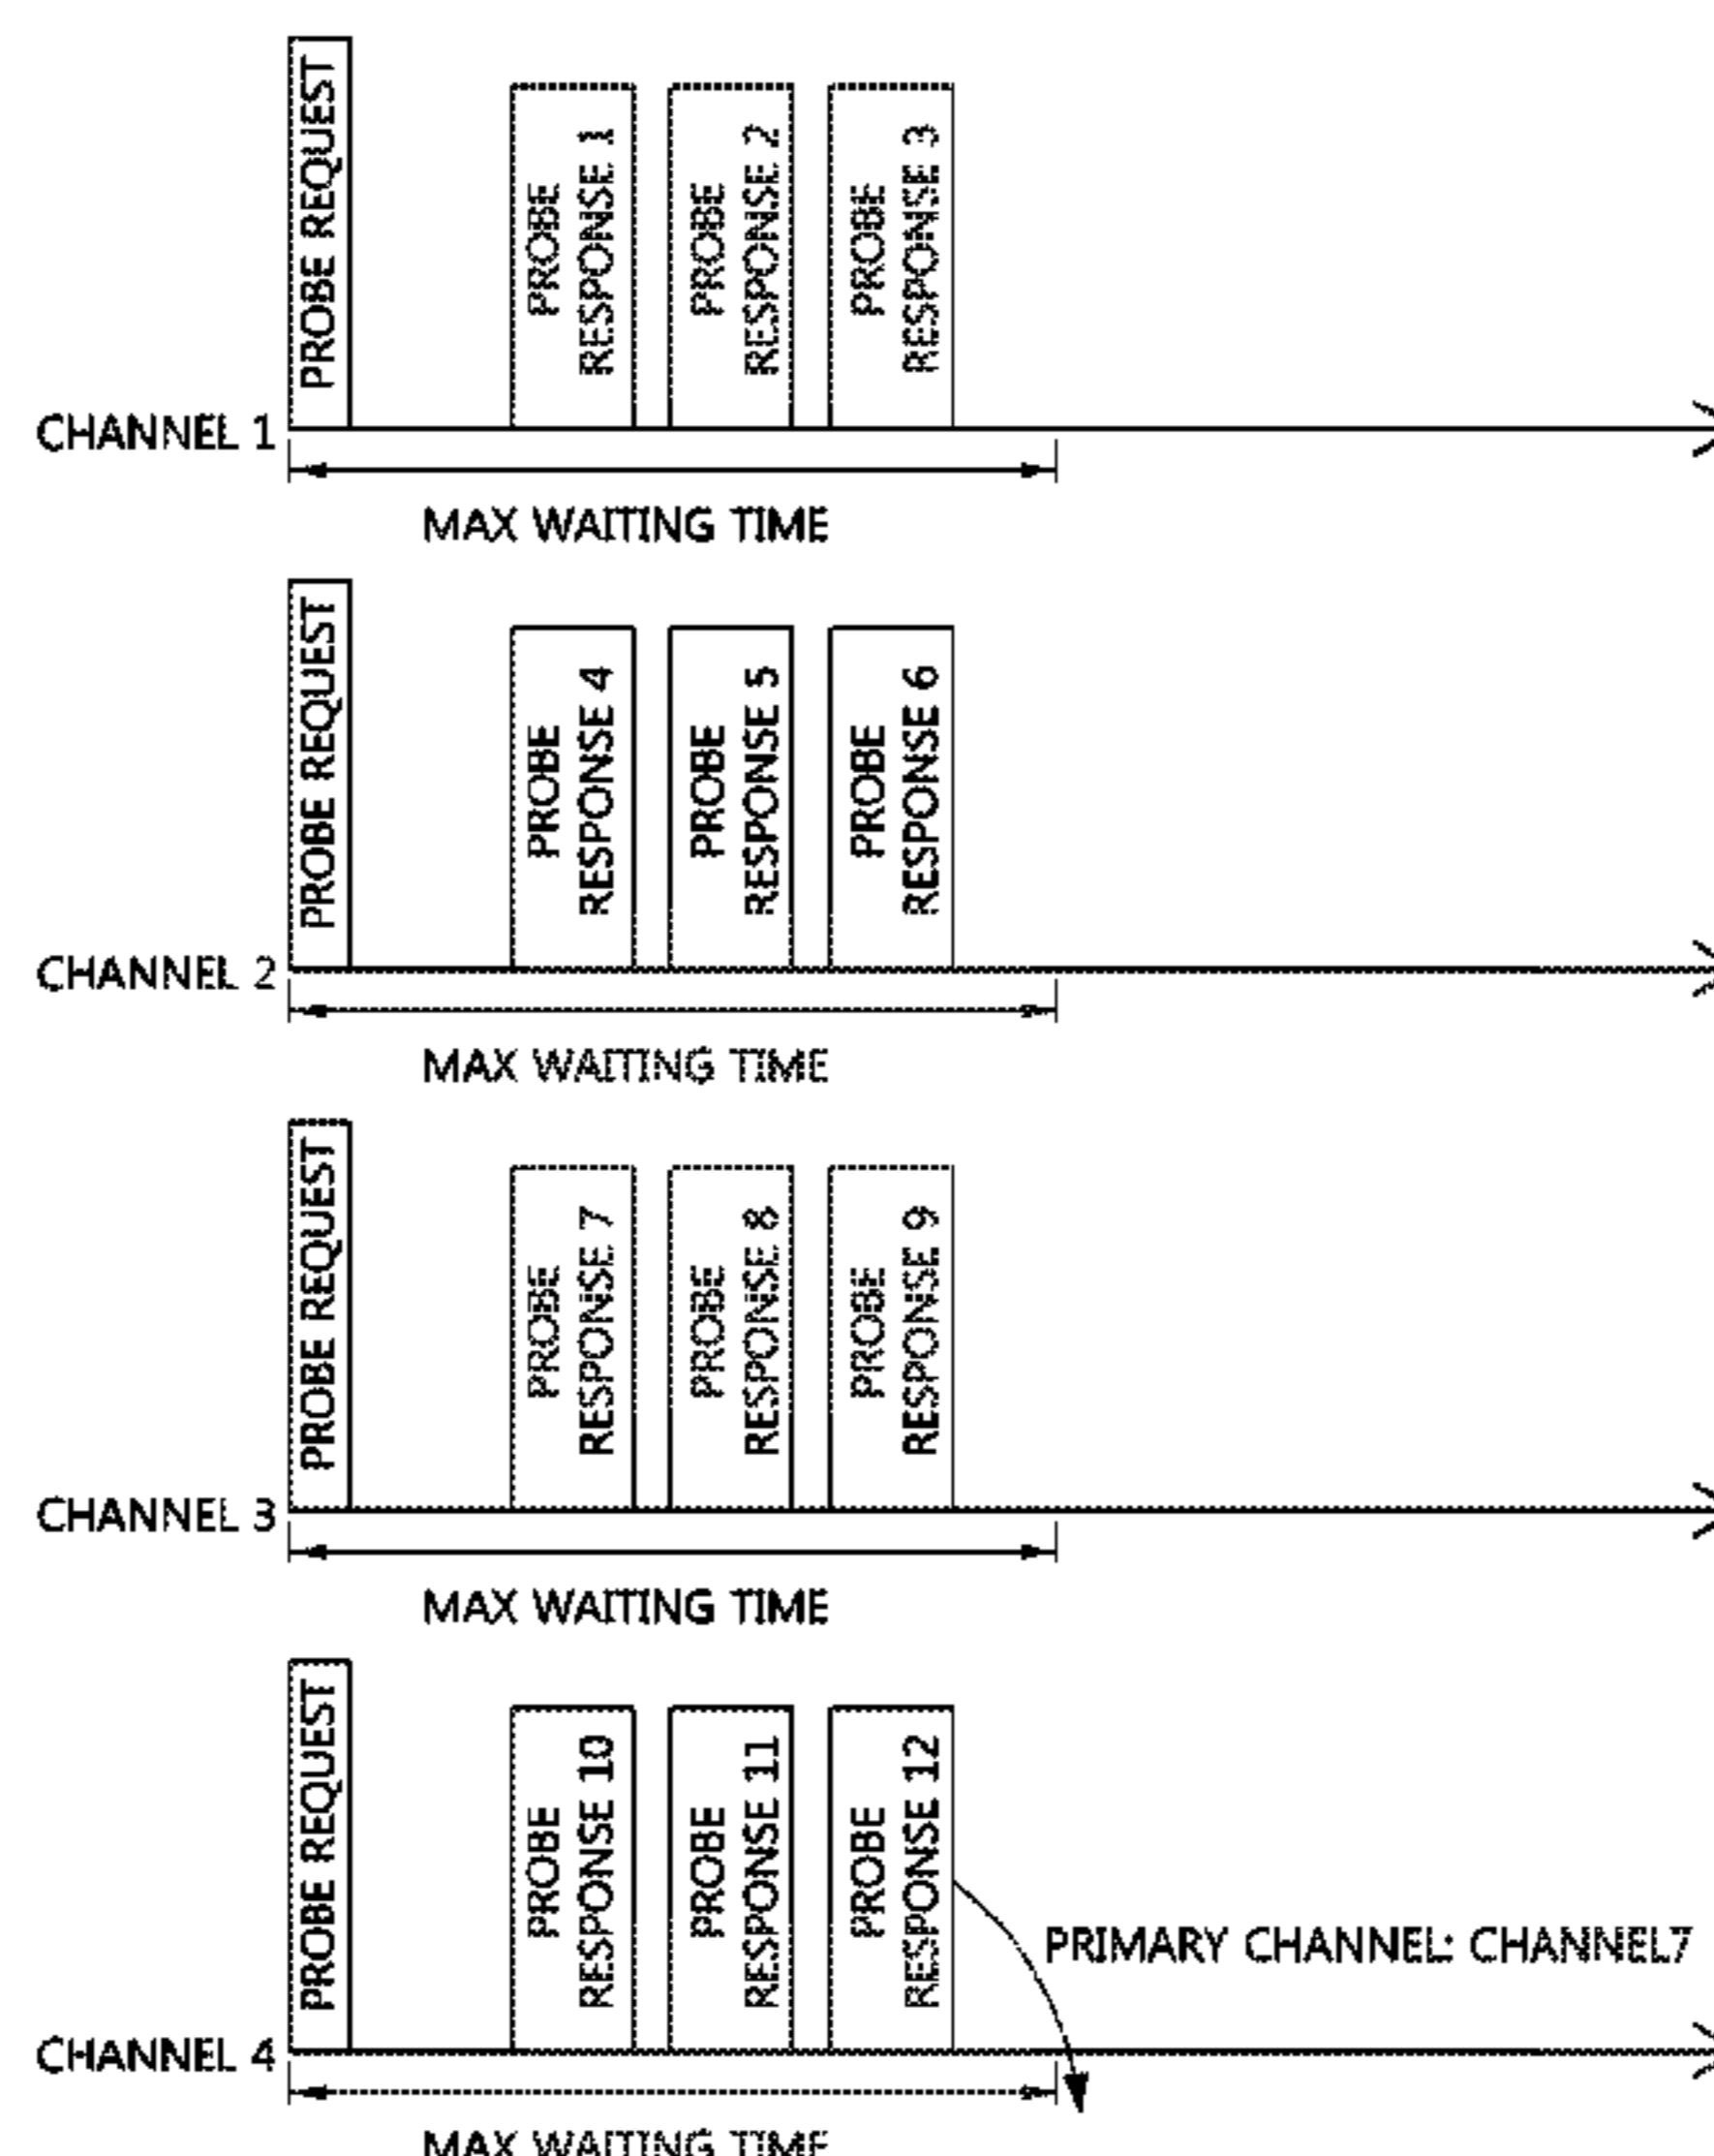 PROBE REQUEST
PROBE
RESPONSE 1
PROBE
RESPONSE 2
PROBE
RESPONSE 3
CHANNEL 1
MAX WAITING TIME
PROBE REQUEST
PROBE
RESPONSE 4
PROBE
RESPONSE 5
PROBE
RESPONSE 6
CHANNEL 2
MAX WAITING TIME
PROBE REQUEST
PROBE
RESPONSE 7
PROBE
RESPONSE 8
PROBE
RESPONSE 9
CHANNEL 3
MAX WAITING TIME
PROBE REQUEST
PROBE
RESPONSE 10
PROBE
RESPONSE 11
PROBE
RESPONSE 12
PRIMARY CHANNEL: CHANNEL7
CHANNEL 4
MAX WAITING TIME